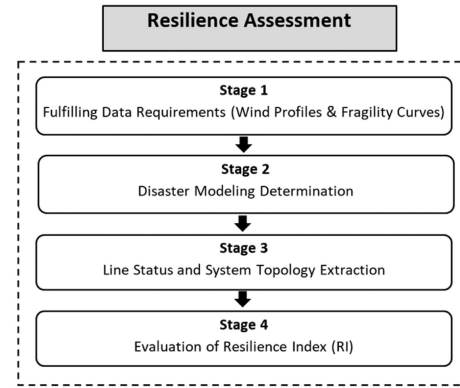 Resilience Assessment
Stage 1
Fulfilling Data Requirements (Wind Profiles & Fragility Curves)
Stage 2
Disaster Modeling Determination
Stage 3
Line Status and System Topology Extraction
Stage 4
Evaluation of Resilience Index (RI)